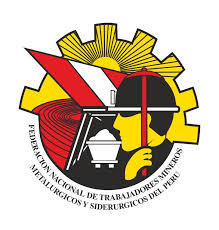 FEDERACION NACIONAL DE TRABAJADORES MINEROS
METALURGICOS Y SIDERURGICOS DEL PERU